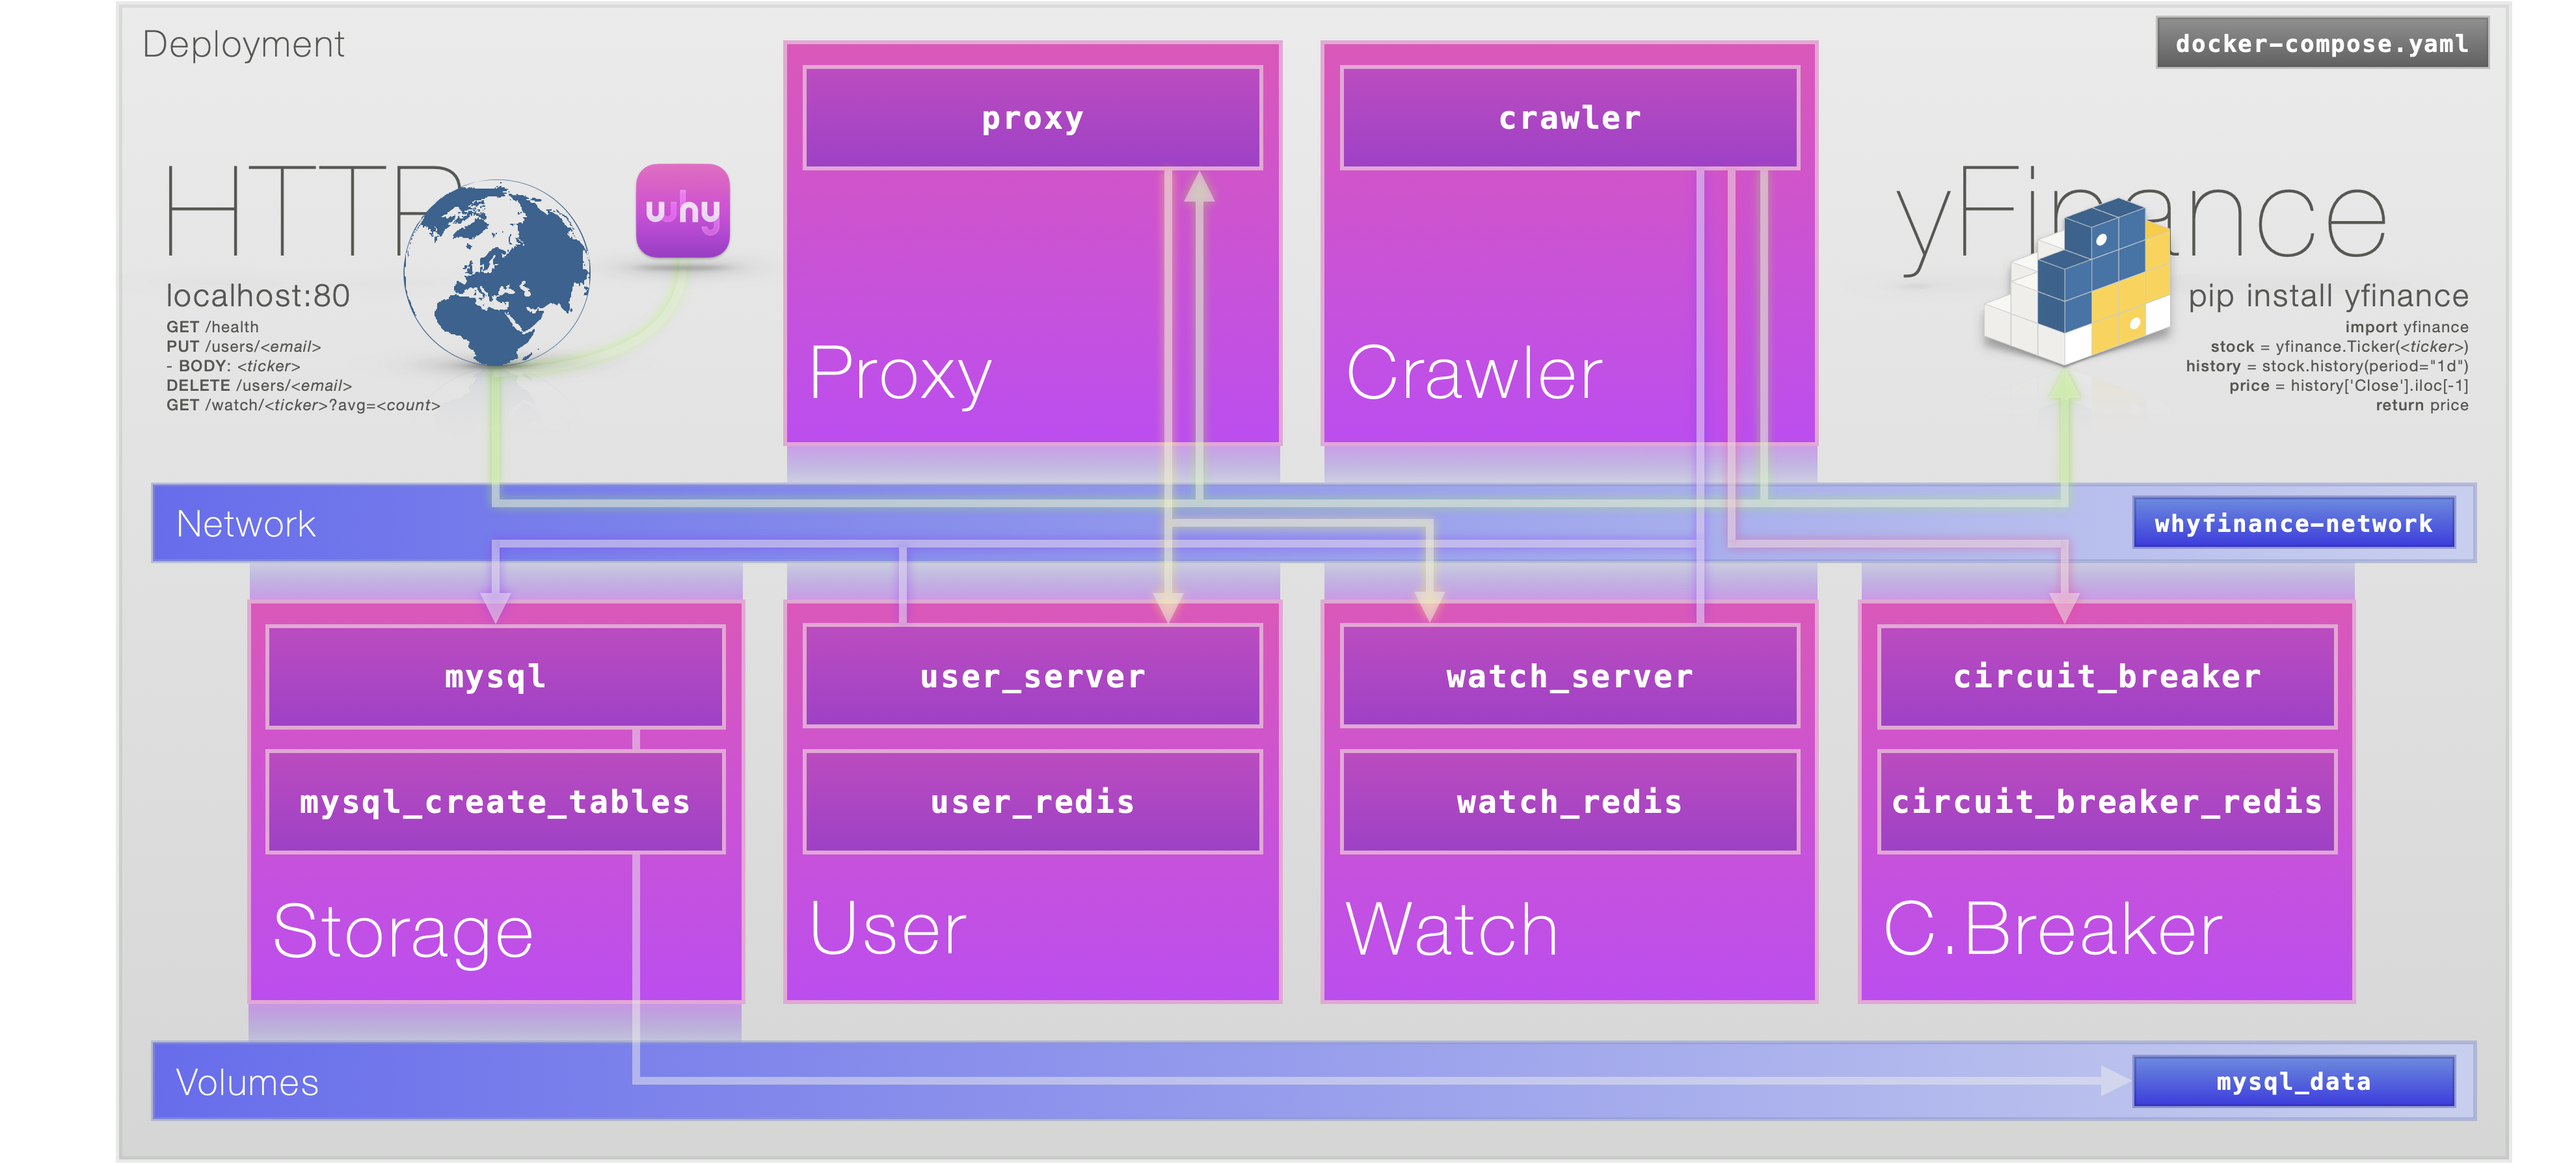 Deployment
docker-compose.yaml
proxy
Proxy
crawler
Crawler
HTTP
why
localhost:80
GET /health
PUT /users/<email>
- BODY: <ticker>
DELETE /users/<email>
GET /watch/<ticker>?avg=<count>
yFinance
pip install yfinance
import yfinance
stock = yfinance.Ticker(<ticker>)
history = stock.history(period="1d")
price = history['Close'].iloc[-1]
return price
Network
whyfinance-network
mysql
mysql_create_tables
Storage
user_server
user_redis
User
watch_server
watch_redis
Watch
circuit_breaker
circuit_breaker_redis
C.Breaker
Volumes
mysql_data